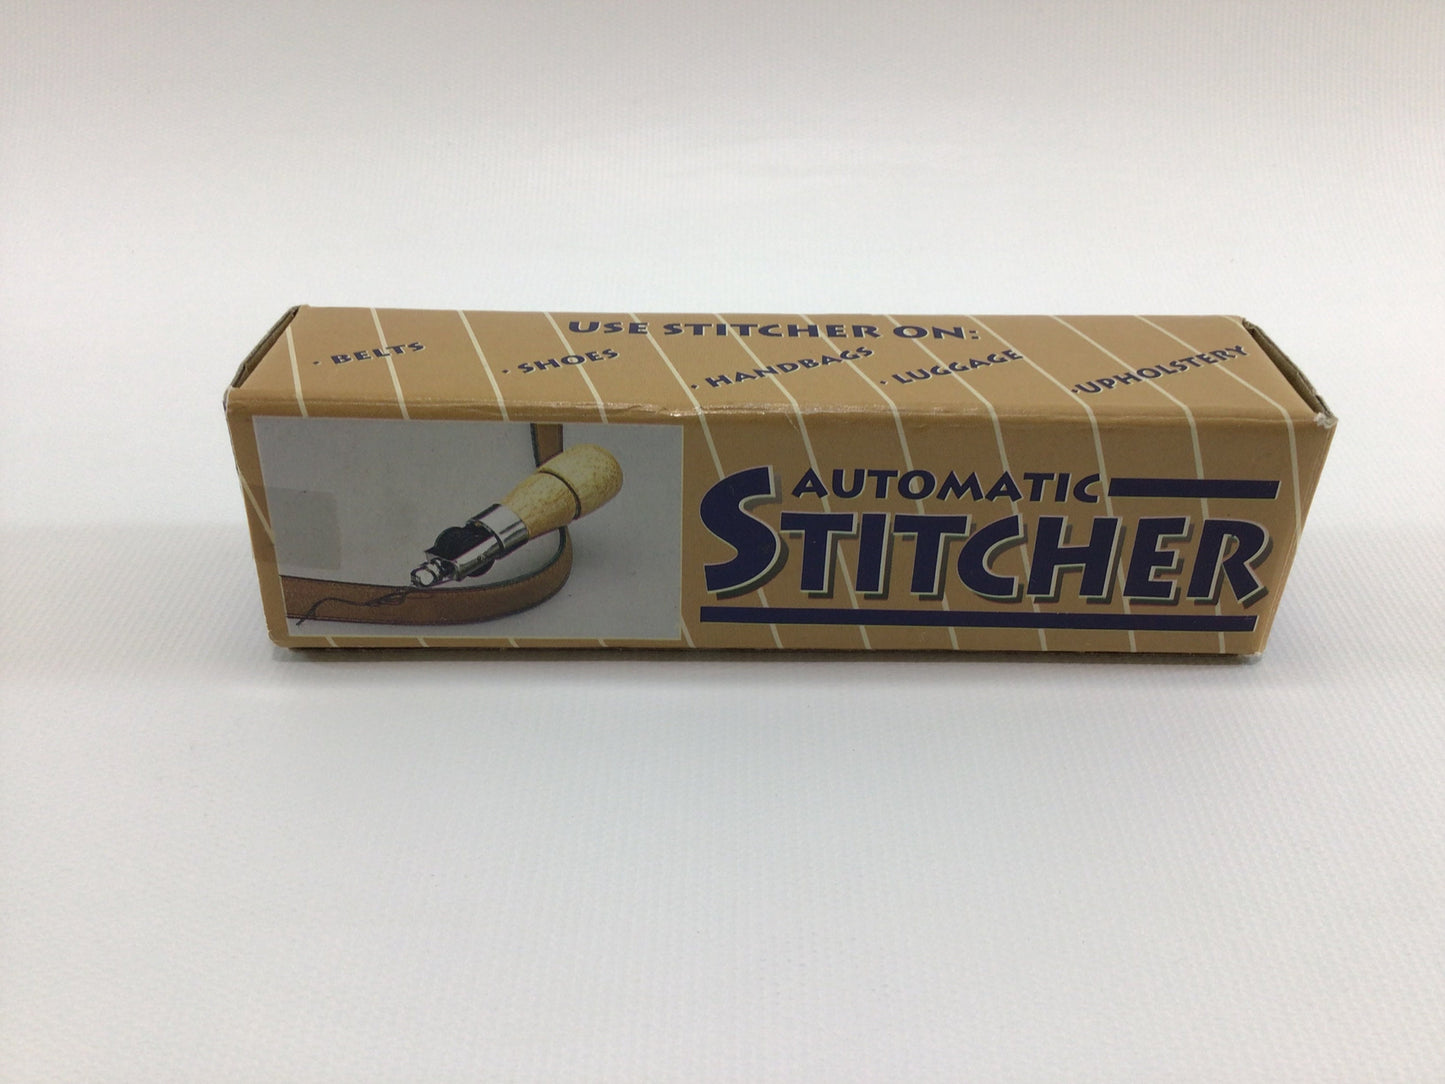 USE STITCHER ON:
· BELTS
· SHOES
· HANDBAGS
· LUGGAGE
· UPHOLSTERY
AUTOMATIC
STITCHER